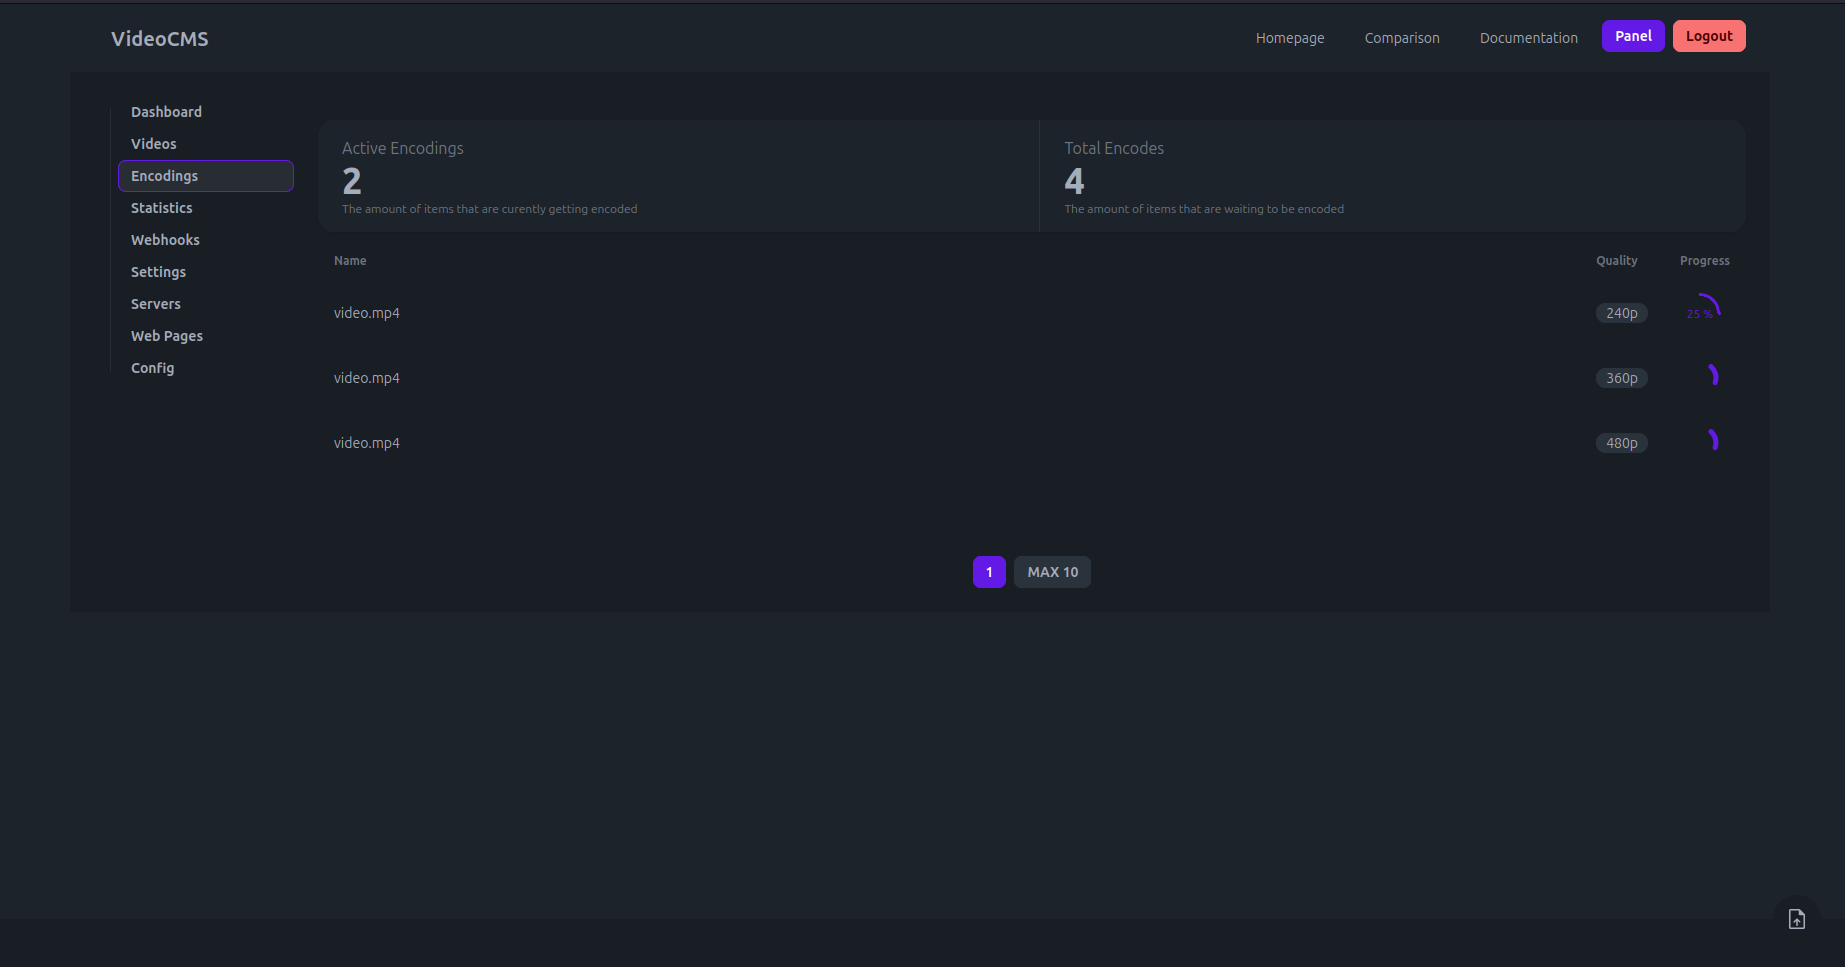 VideoCMS
Homepage
Comparison
Documentation
Panel
Logout
Dashboard
Videos
Encodings
Statistics
Webhooks
Settings
Servers
Web Pages
Config
Active Encodings
2
The amount of items that are curently getting encoded
Total Encodes
4
The amount of items that are waiting to be encoded
Name Quality Progress
video.mp4 240p 25 %
video.mp4 360p
video.mp4 480p
1 MAX 10